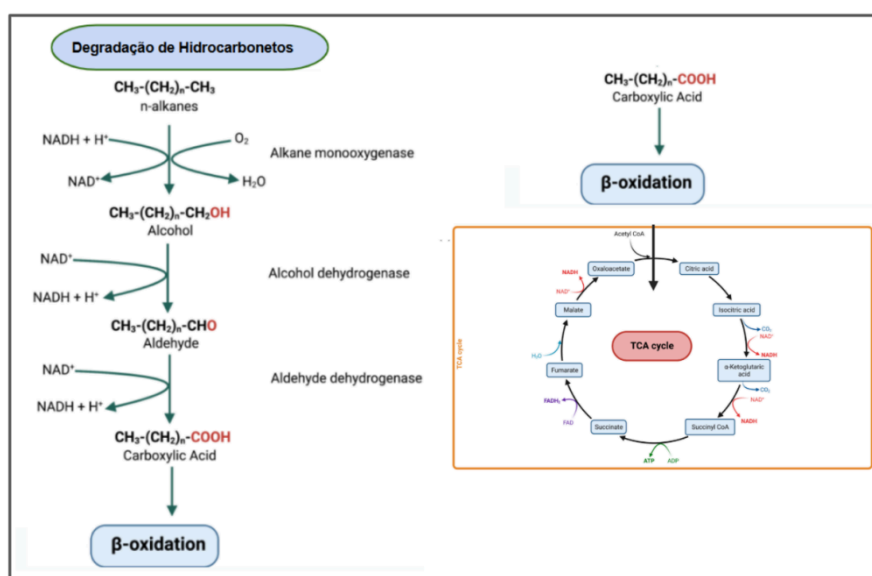 Degradação de Hidrocarbonetos
CH₃-(CH₂)ₙ-CH₃
n-alkanes
NADH + H⁺
O₂
Alkane monooxygenase
NAD⁺
H₂O
CH₃-(CH₂)ₙ-CH₂OH
Alcohol
NAD⁺
Alcohol dehydrogenase
NADH + H⁺
CH₃-(CH₂)ₙ-CHO
Aldehyde
NAD⁺
Aldehyde dehydrogenase
NADH + H⁺
CH₃-(CH₂)ₙ-COOH
Carboxylic Acid
β-oxidation
CH₃-(CH₂)ₙ-COOH
Carboxylic Acid
β-oxidation
TCA cycle
Acetyl CoA
Oxaloacetate
Citric acid
NADH
NAD⁺
Malate
Isocitric acid
CO₂
NAD⁺
NADH
TCA cycle
H₂O
Fumarate
α-Ketoglutaric
acid
CO₂
NAD⁺
NADH
FADH₂
FAD
Succinate
Succinyl CoA
ATP
ADP